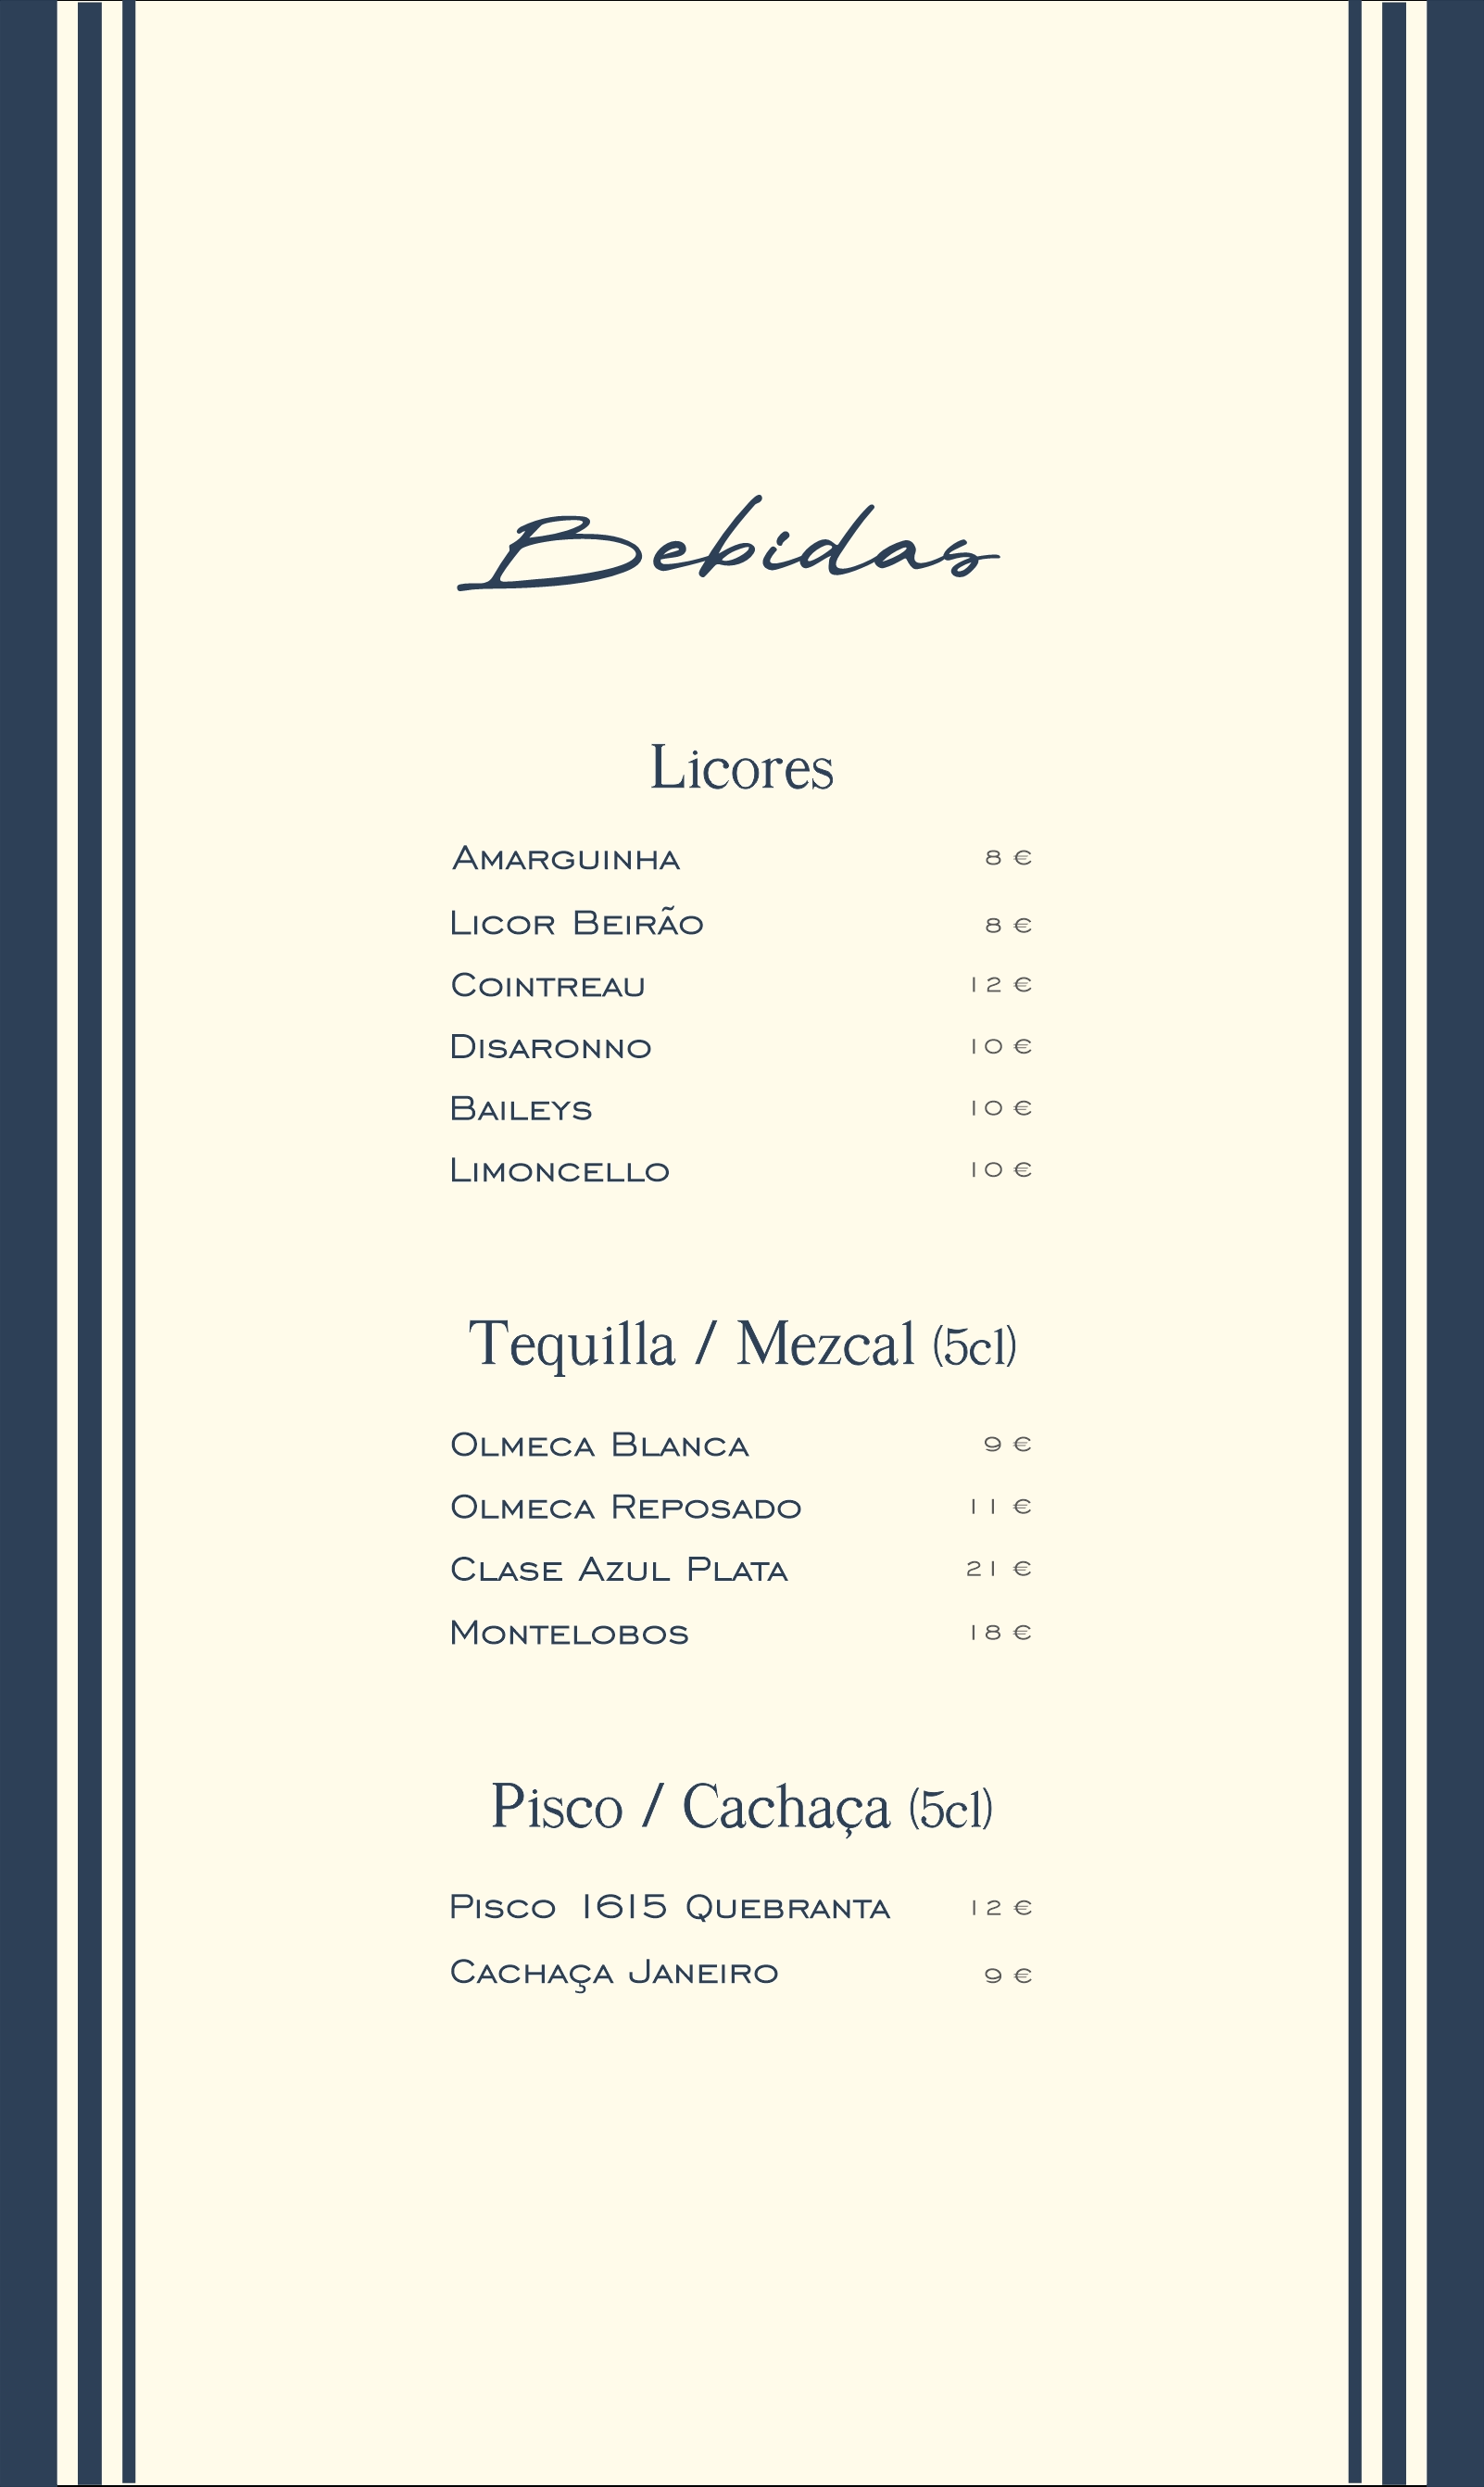 Bebidas
Licores
Amarguinha 8 €
Licor Beirão 8 €
Cointreau 12 €
Disaronno 10 €
Baileys 10 €
Limoncello 10 €
Tequilla / Mezcal (5cl)
Olmeca Blanca 9 €
Olmeca Reposado 11 €
Clase Azul Plata 21 €
Montelobos 18 €
Pisco / Cachaça (5cl)
Pisco 1615 Quebranta 12 €
Cachaça Janeiro 9 €